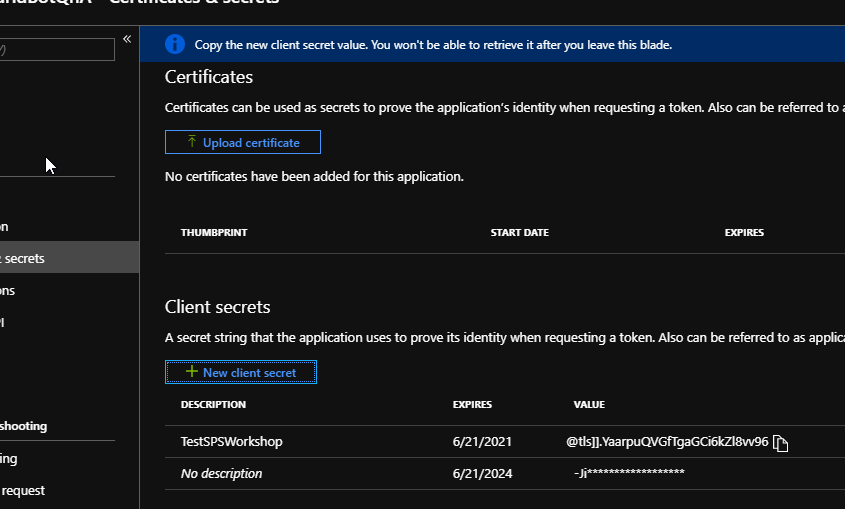 Certificates & secrets
«
Copy the new client secret value. You won't be able to retrieve it after you leave this blade.
Certificates
Certificates can be used as secrets to prove the application's identity when requesting a token. Also can be referred to a
Upload certificate
No certificates have been added for this application.
THUMBPRINT START DATE EXPIRES
secrets
Client secrets
A secret string that the application uses to prove its identity when requesting a token. Also can be referred to as applica
New client secret
DESCRIPTION EXPIRES VALUE
TestSPSWorkshop 6/21/2021 @tls]].YaarpuQVGfTgaGCi6kZl8vv96
No description 6/21/2024 -Ji******************
shooting
ing
request